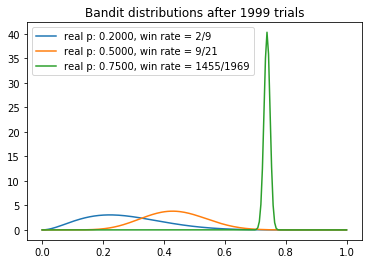 Bandit distributions after 1999 trials
real p: 0.2000, win rate = 2/9
real p: 0.5000, win rate = 9/21
real p: 0.7500, win rate = 1455/1969
40
35
30
25
20
15
10
5
0
0.0 0.2 0.4 0.6 0.8 1.0